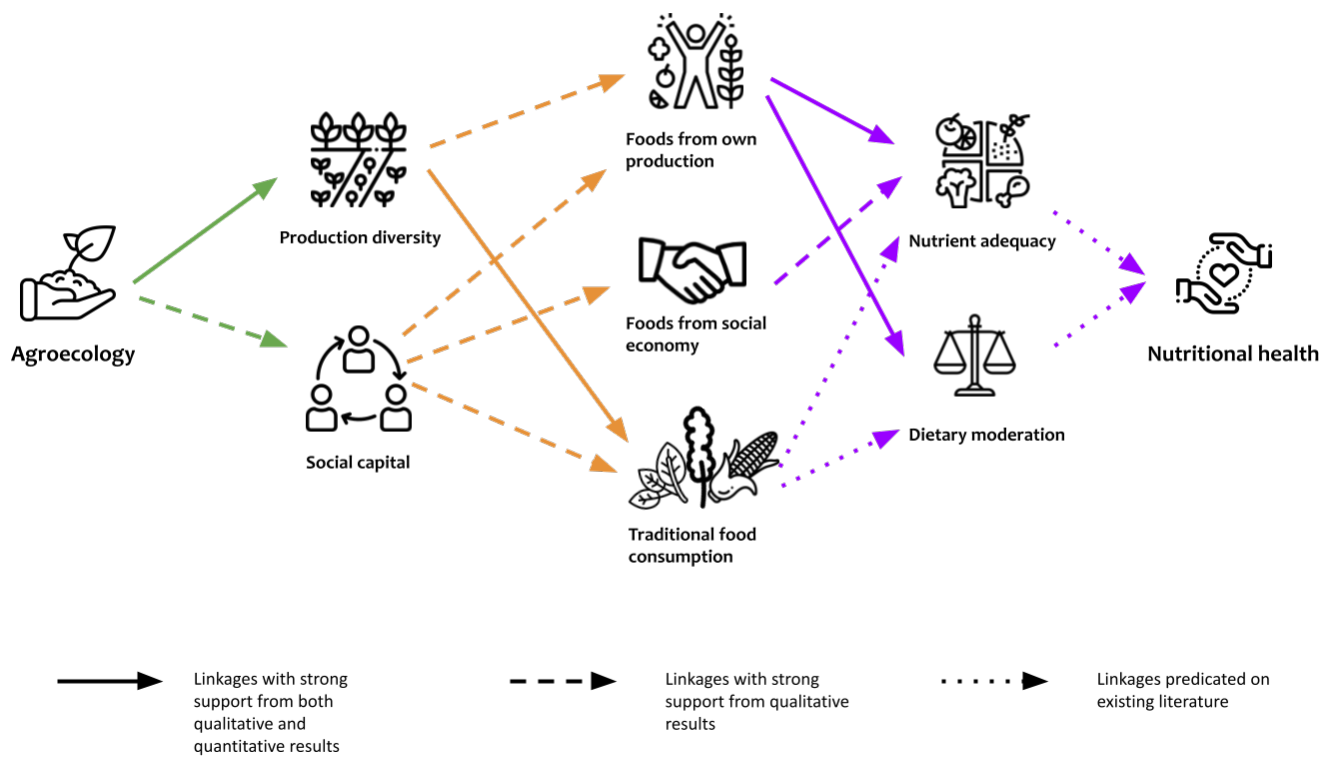 Foods from own
production
Production diversity
Nutrient adequacy
Agroecology
Foods from social
economy
Nutritional health
Social capital
Dietary moderation
Traditional food
consumption
Linkages with strong
support from both
qualitative and
quantitative results
Linkages with strong
support from qualitative
results
Linkages predicated on
existing literature